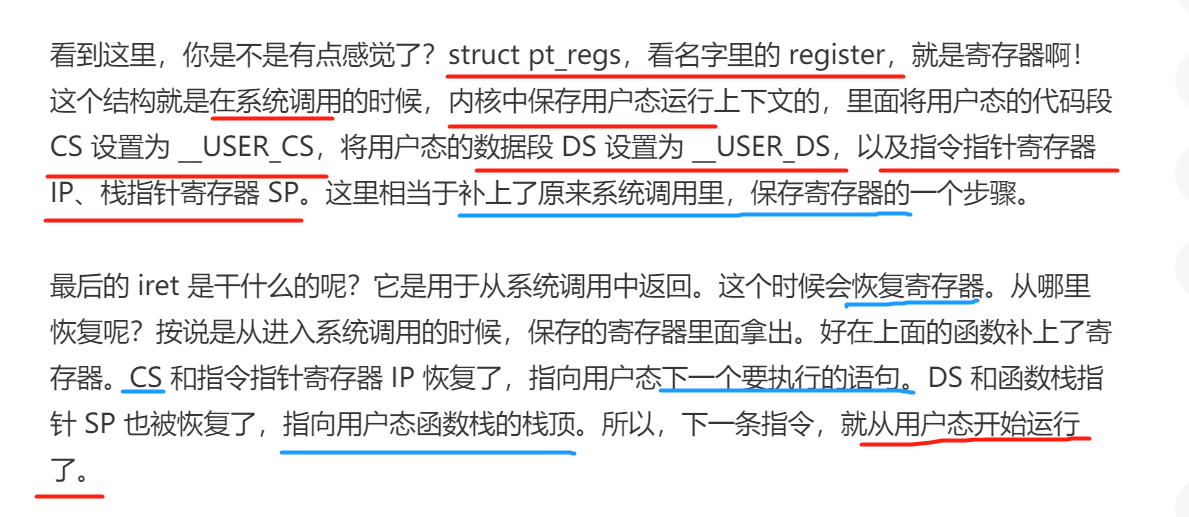 看到这里，你是不是有点感觉了？struct pt_regs，看名字里的 register，就是寄存器啊！
这个结构就是在系统调用的时候，内核中保存用户态运行上下文的，里面将用户态的代码段
CS 设置为 __USER_CS，将用户态的数据段 DS 设置为 __USER_DS，以及指令指针寄存器
IP、栈指针寄存器 SP。这里相当于补上了原来系统调用里，保存寄存器的一个步骤。
最后的 iret 是干什么的呢？它是用于从系统调用中返回。这个时候会恢复寄存器。从哪里
恢复呢？按说是从进入系统调用的时候，保存的寄存器里面拿出。好在上面的函数补上了寄
存器。CS 和指令指针寄存器 IP 恢复了，指向用户态下一个要执行的语句。DS 和函数栈指
针 SP 也被恢复了，指向用户态函数栈的栈顶。所以，下一条指令，就从用户态开始运行
了。